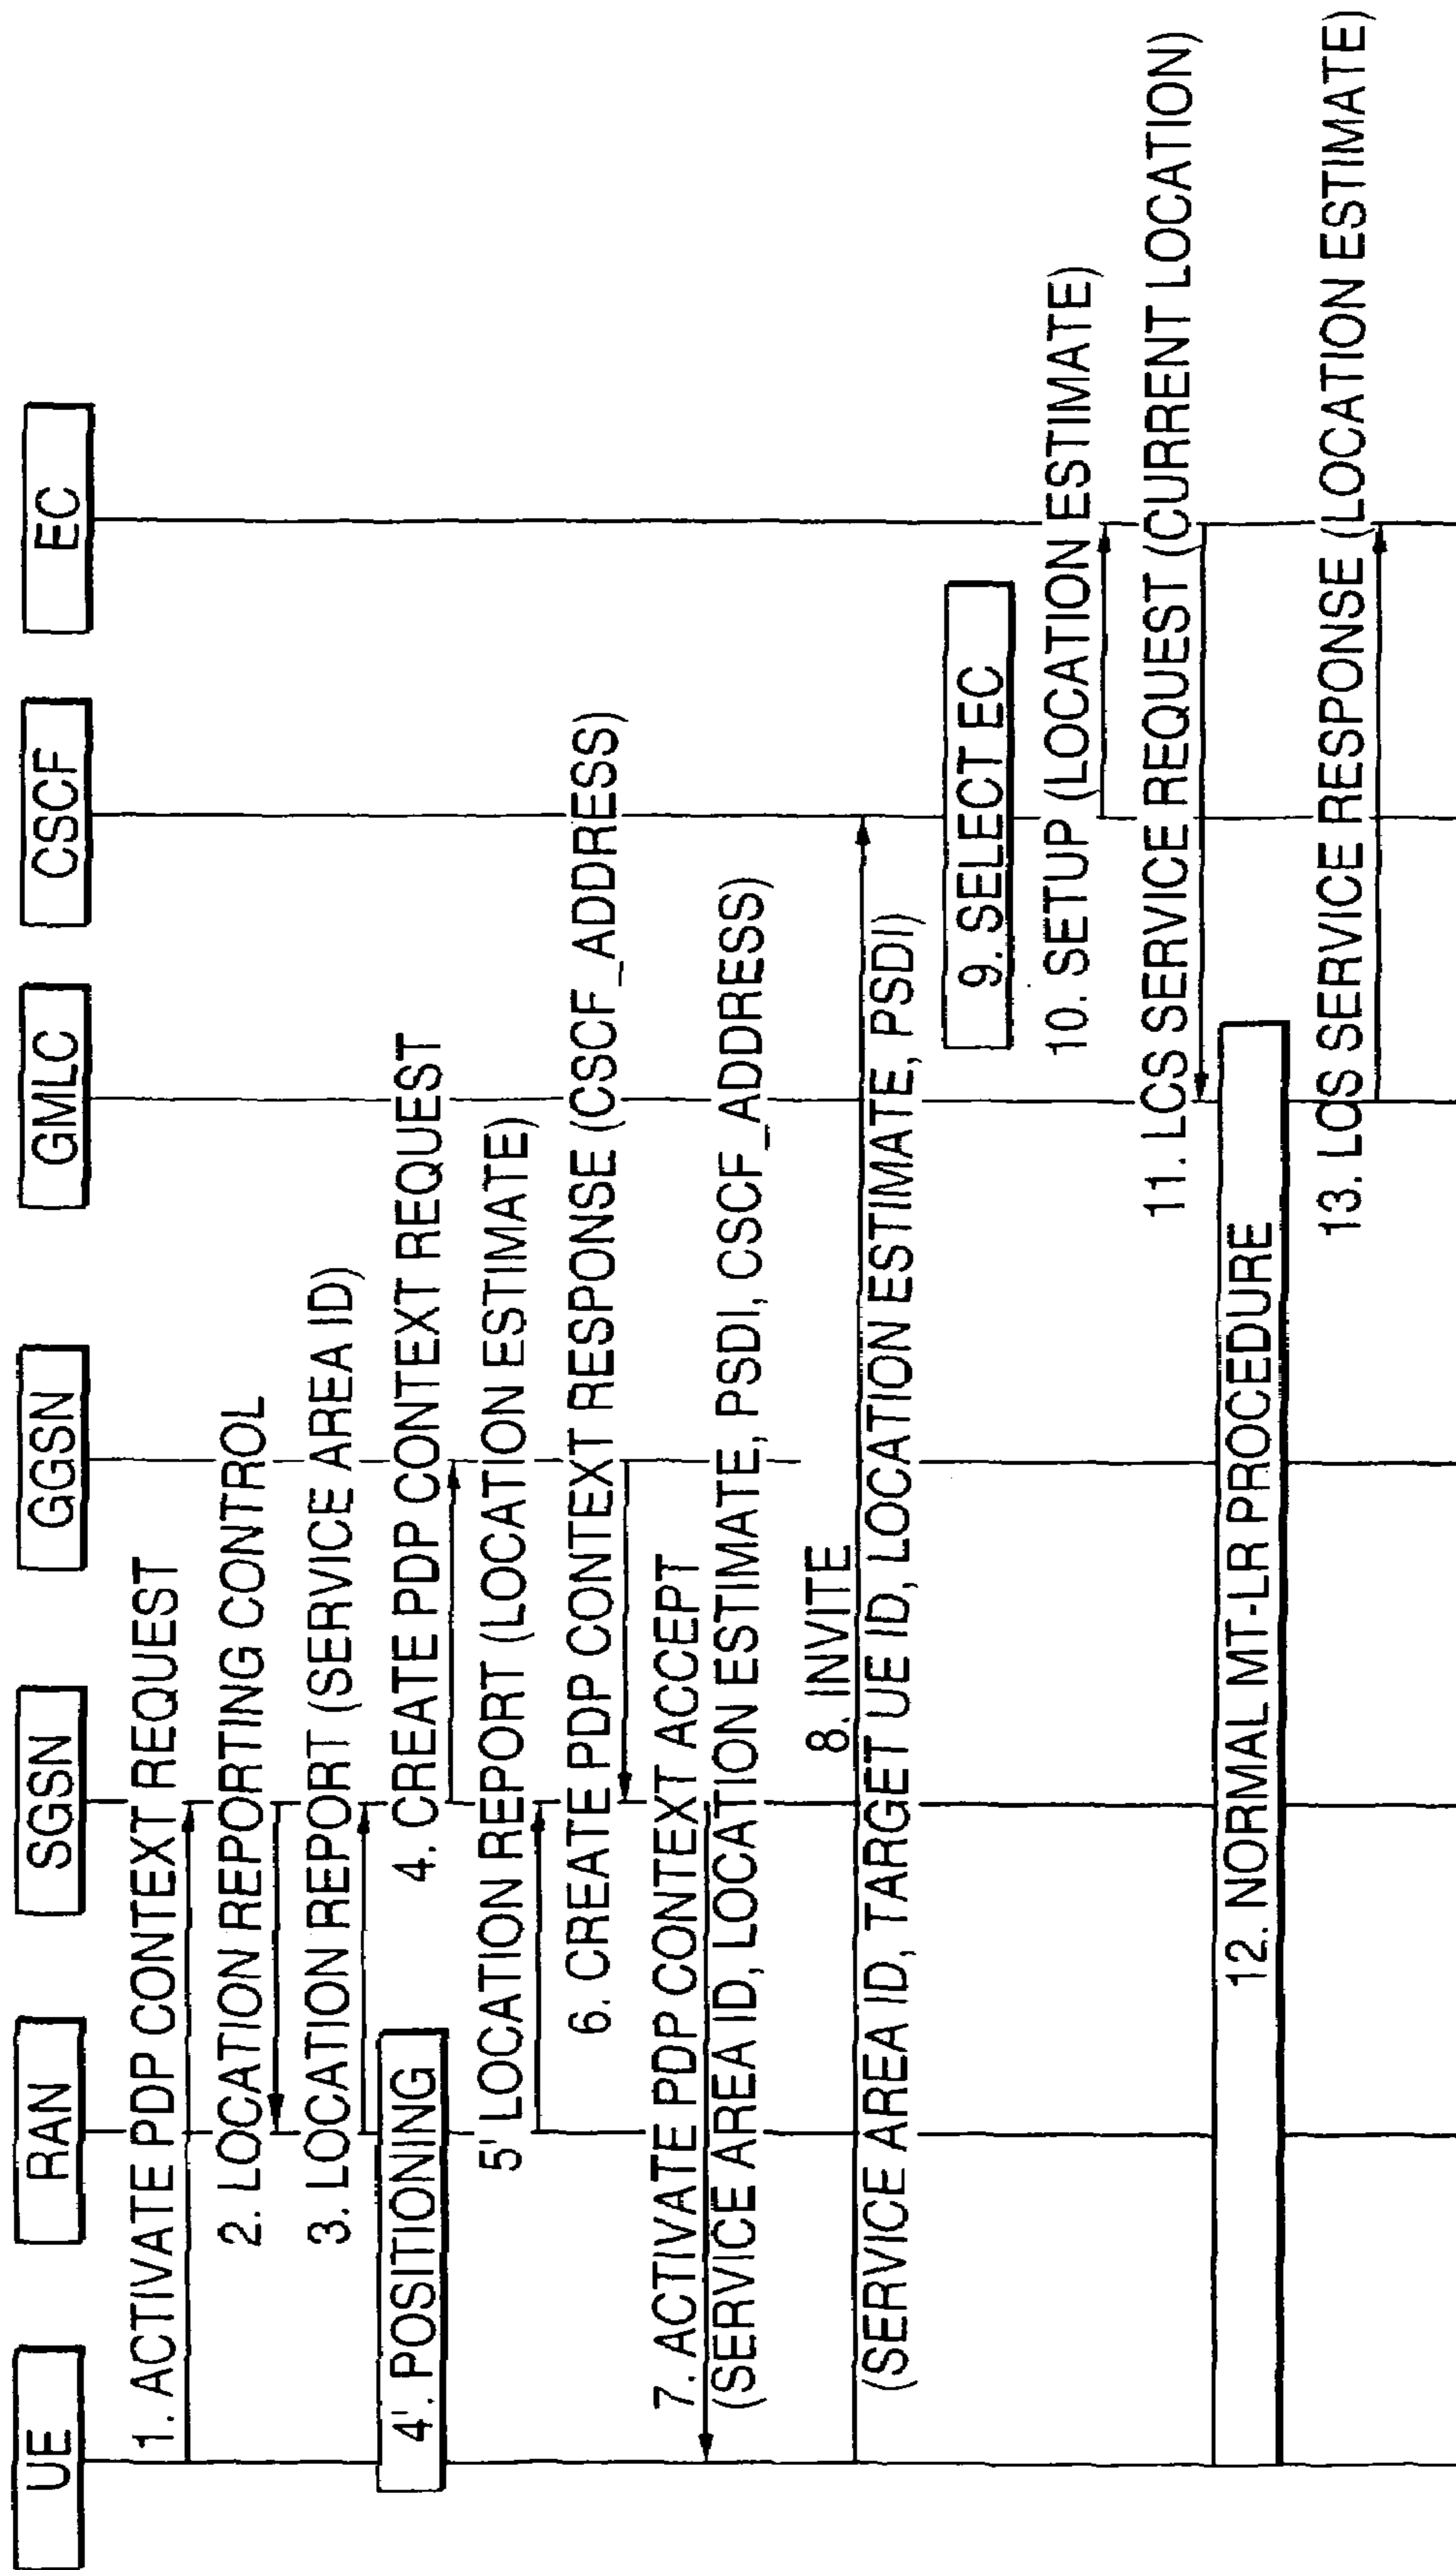 UE
RAN
SGSN
GGSN
GMLC
CSCF
EC
1. ACTIVATE PDP CONTEXT REQUEST
2. LOCATION REPORTING CONTROL
3. LOCATION REPORT (SERVICE AREA ID)
4'. POSITIONING
4. CREATE PDP CONTEXT REQUEST
5' LOCATION REPORT (LOCATION ESTIMATE)
6. CREATE PDP CONTEXT RESPONSE (CSCF_ADDRESS)
7. ACTIVATE PDP CONTEXT ACCEPT
(SERVICE AREA ID, LOCATION ESTIMATE, PSDI, CSCF_ADDRESS)
8. INVITE
(SERVICE AREA ID, TARGET UE ID, LOCATION ESTIMATE, PSDI)
9. SELECT EC
10. SETUP (LOCATION ESTIMATE)
11. LCS SERVICE REQUEST (CURRENT LOCATION)
12. NORMAL MT-LR PROCEDURE
13. LCS SERVICE RESPONSE (LOCATION ESTIMATE)